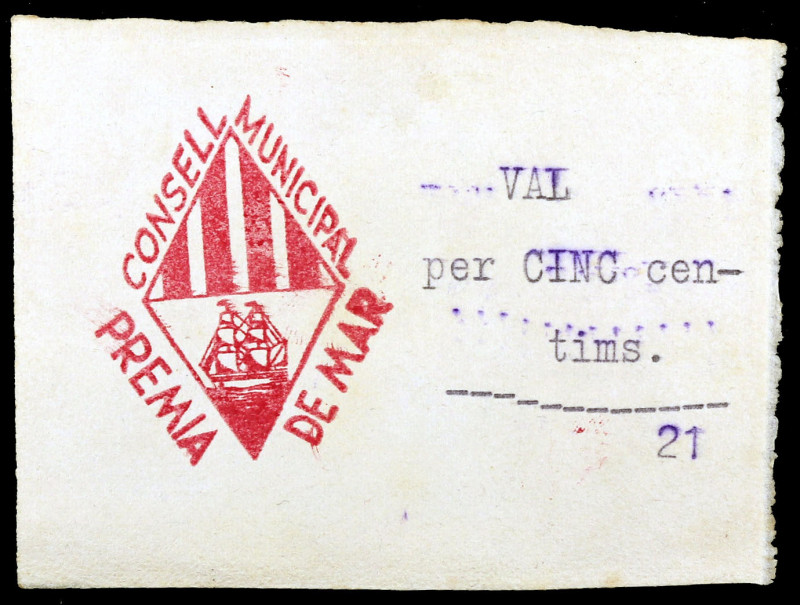 CONSELL MUNICIPAL
PREMIA DE MAR
VAL
per CINC cen-
tims.
21